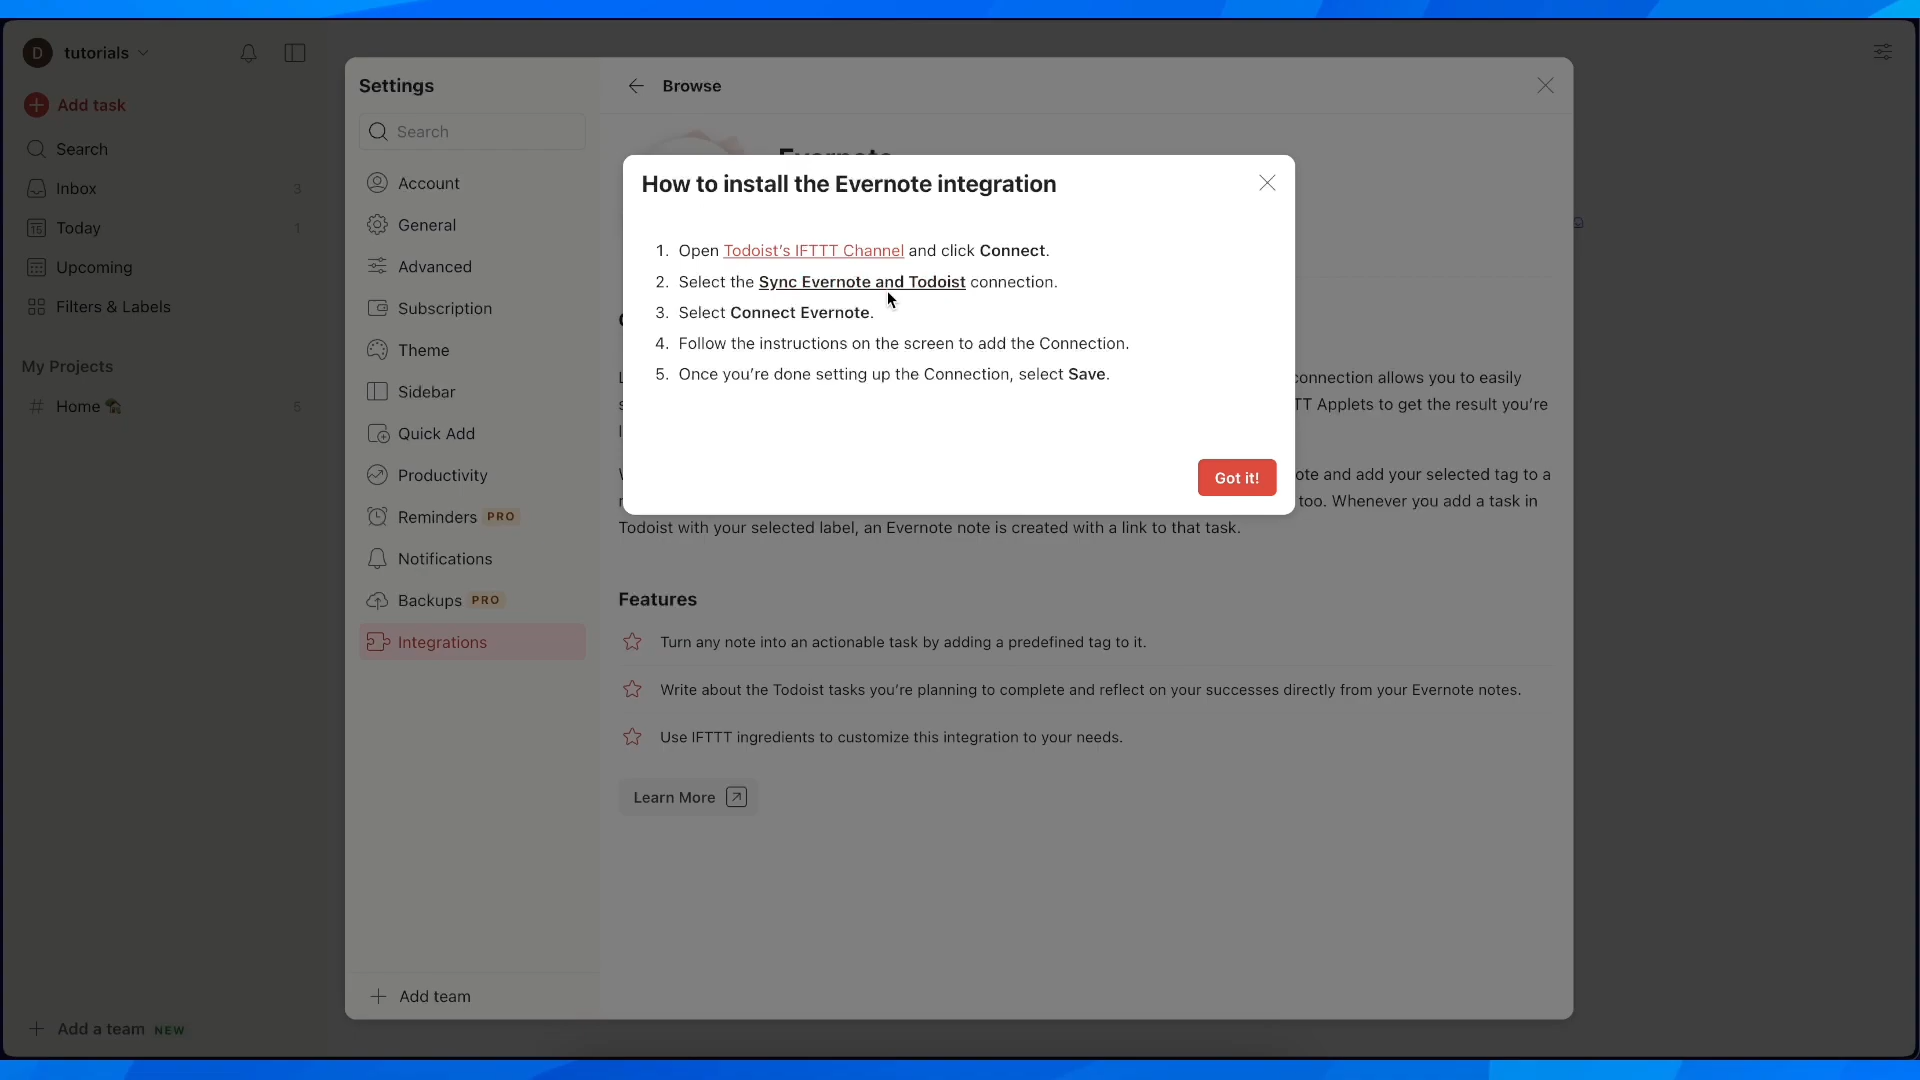 D tutorials
Add task
Search
Inbox 3
Today 1
Upcoming
Filters & Labels
My Projects
# Home 5
+ Add a team NEW
Settings
Search
Account
General
Advanced
Subscription
Theme
Sidebar
Quick Add
Productivity
Reminders PRO
Notifications
Backups PRO
Integrations
+ Add team
Browse
Evernote
How to install the Evernote integration
1. Open Todoist's IFTTT Channel and click Connect.
2. Select the Sync Evernote and Todoist connection.
3. Select Connect Evernote.
4. Follow the instructions on the screen to add the Connection.
5. Once you're done setting up the Connection, select Save.
Got it!
connection allows you to easily
Applets to get the result you're
and add your selected tag to a
too. Whenever you add a task in
Todoist with your selected label, an Evernote note is created with a link to that task.
Features
Turn any note into an actionable task by adding a predefined tag to it.
Write about the Todoist tasks you're planning to complete and reflect on your successes directly from your Evernote notes.
Use IFTTT ingredients to customize this integration to your needs.
Learn More